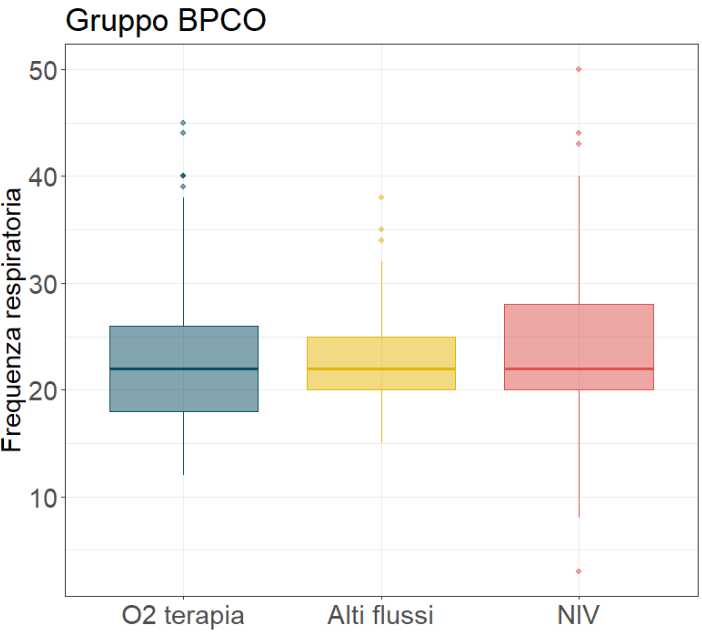 Gruppo BPCO
Frequenza respiratoria
50
40
30
20
10
O2 terapia
Alti flussi
NIV